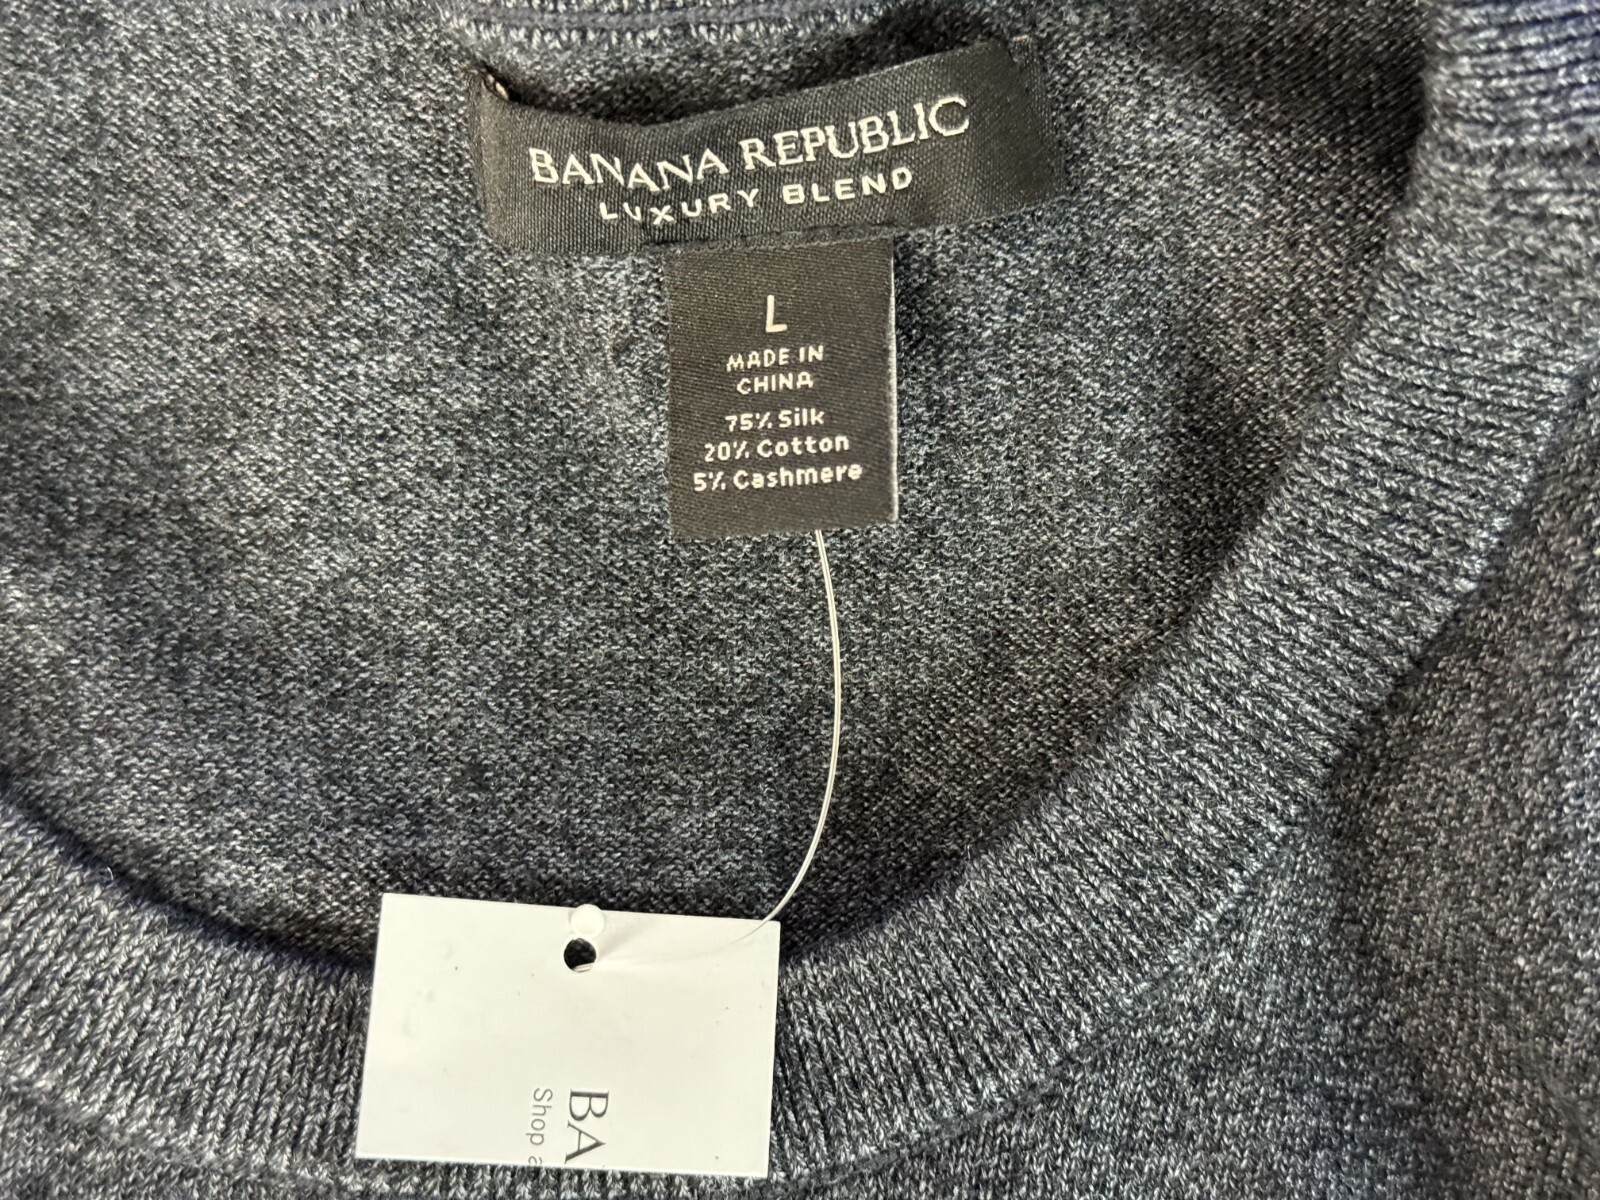 BANANA REPUBLIC
LUXURY BLEND
L
MADE IN
CHINA
75% Silk
20% Cotton
5% Cashmere
BA
Shop